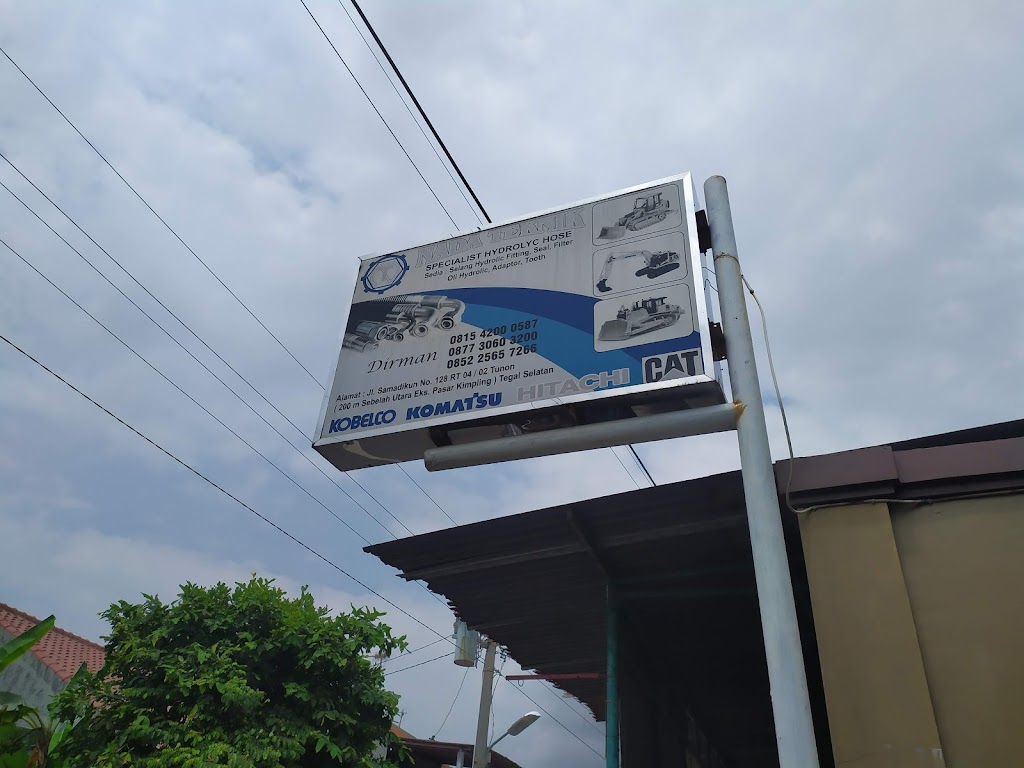 TEKNIK
SPECIALIST HYDROLYC HOSE
Sedia : Selang Hydrolic Fitting, Seal, Filter
Oil Hydrolic, Adaptor, Tooth
Dirman
0815 4200 0587
0877 3060 3200
0852 2565 7266
Alamat : Jl. Samadikun No. 128 RT 04 / 02 Tunon
( 200 m Sebelah Utara Eks. Pasar Kimpling ) Tegal Selatan
KOBELCO KOMATSU HITACHI CAT